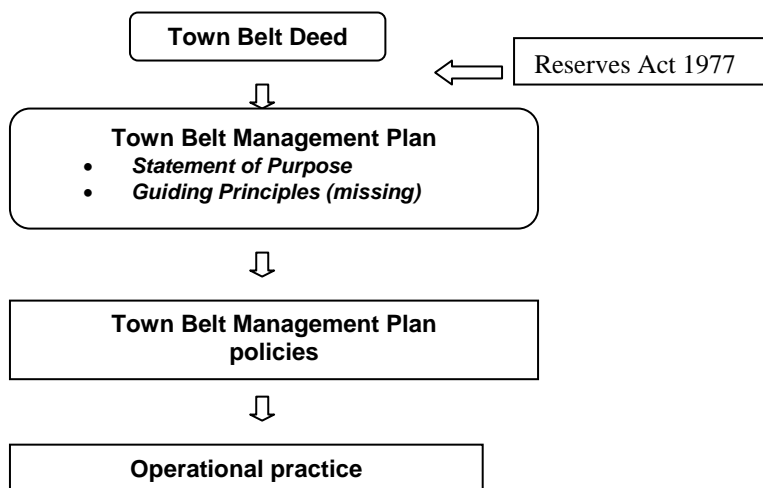 Town Belt Deed
Reserves Act 1977
Town Belt Management Plan
• Statement of Purpose
• Guiding Principles (missing)
Town Belt Management Plan
policies
Operational practice